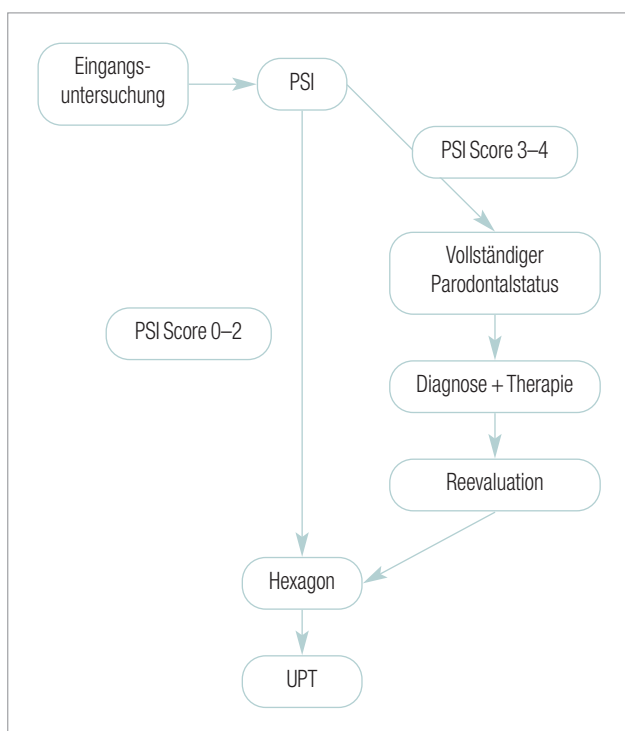 Eingangs-
untersuchung
PSI
PSI Score 3–4
Vollständiger
Parodontalstatus
PSI Score 0–2
Diagnose + Therapie
Reevaluation
Hexagon
UPT